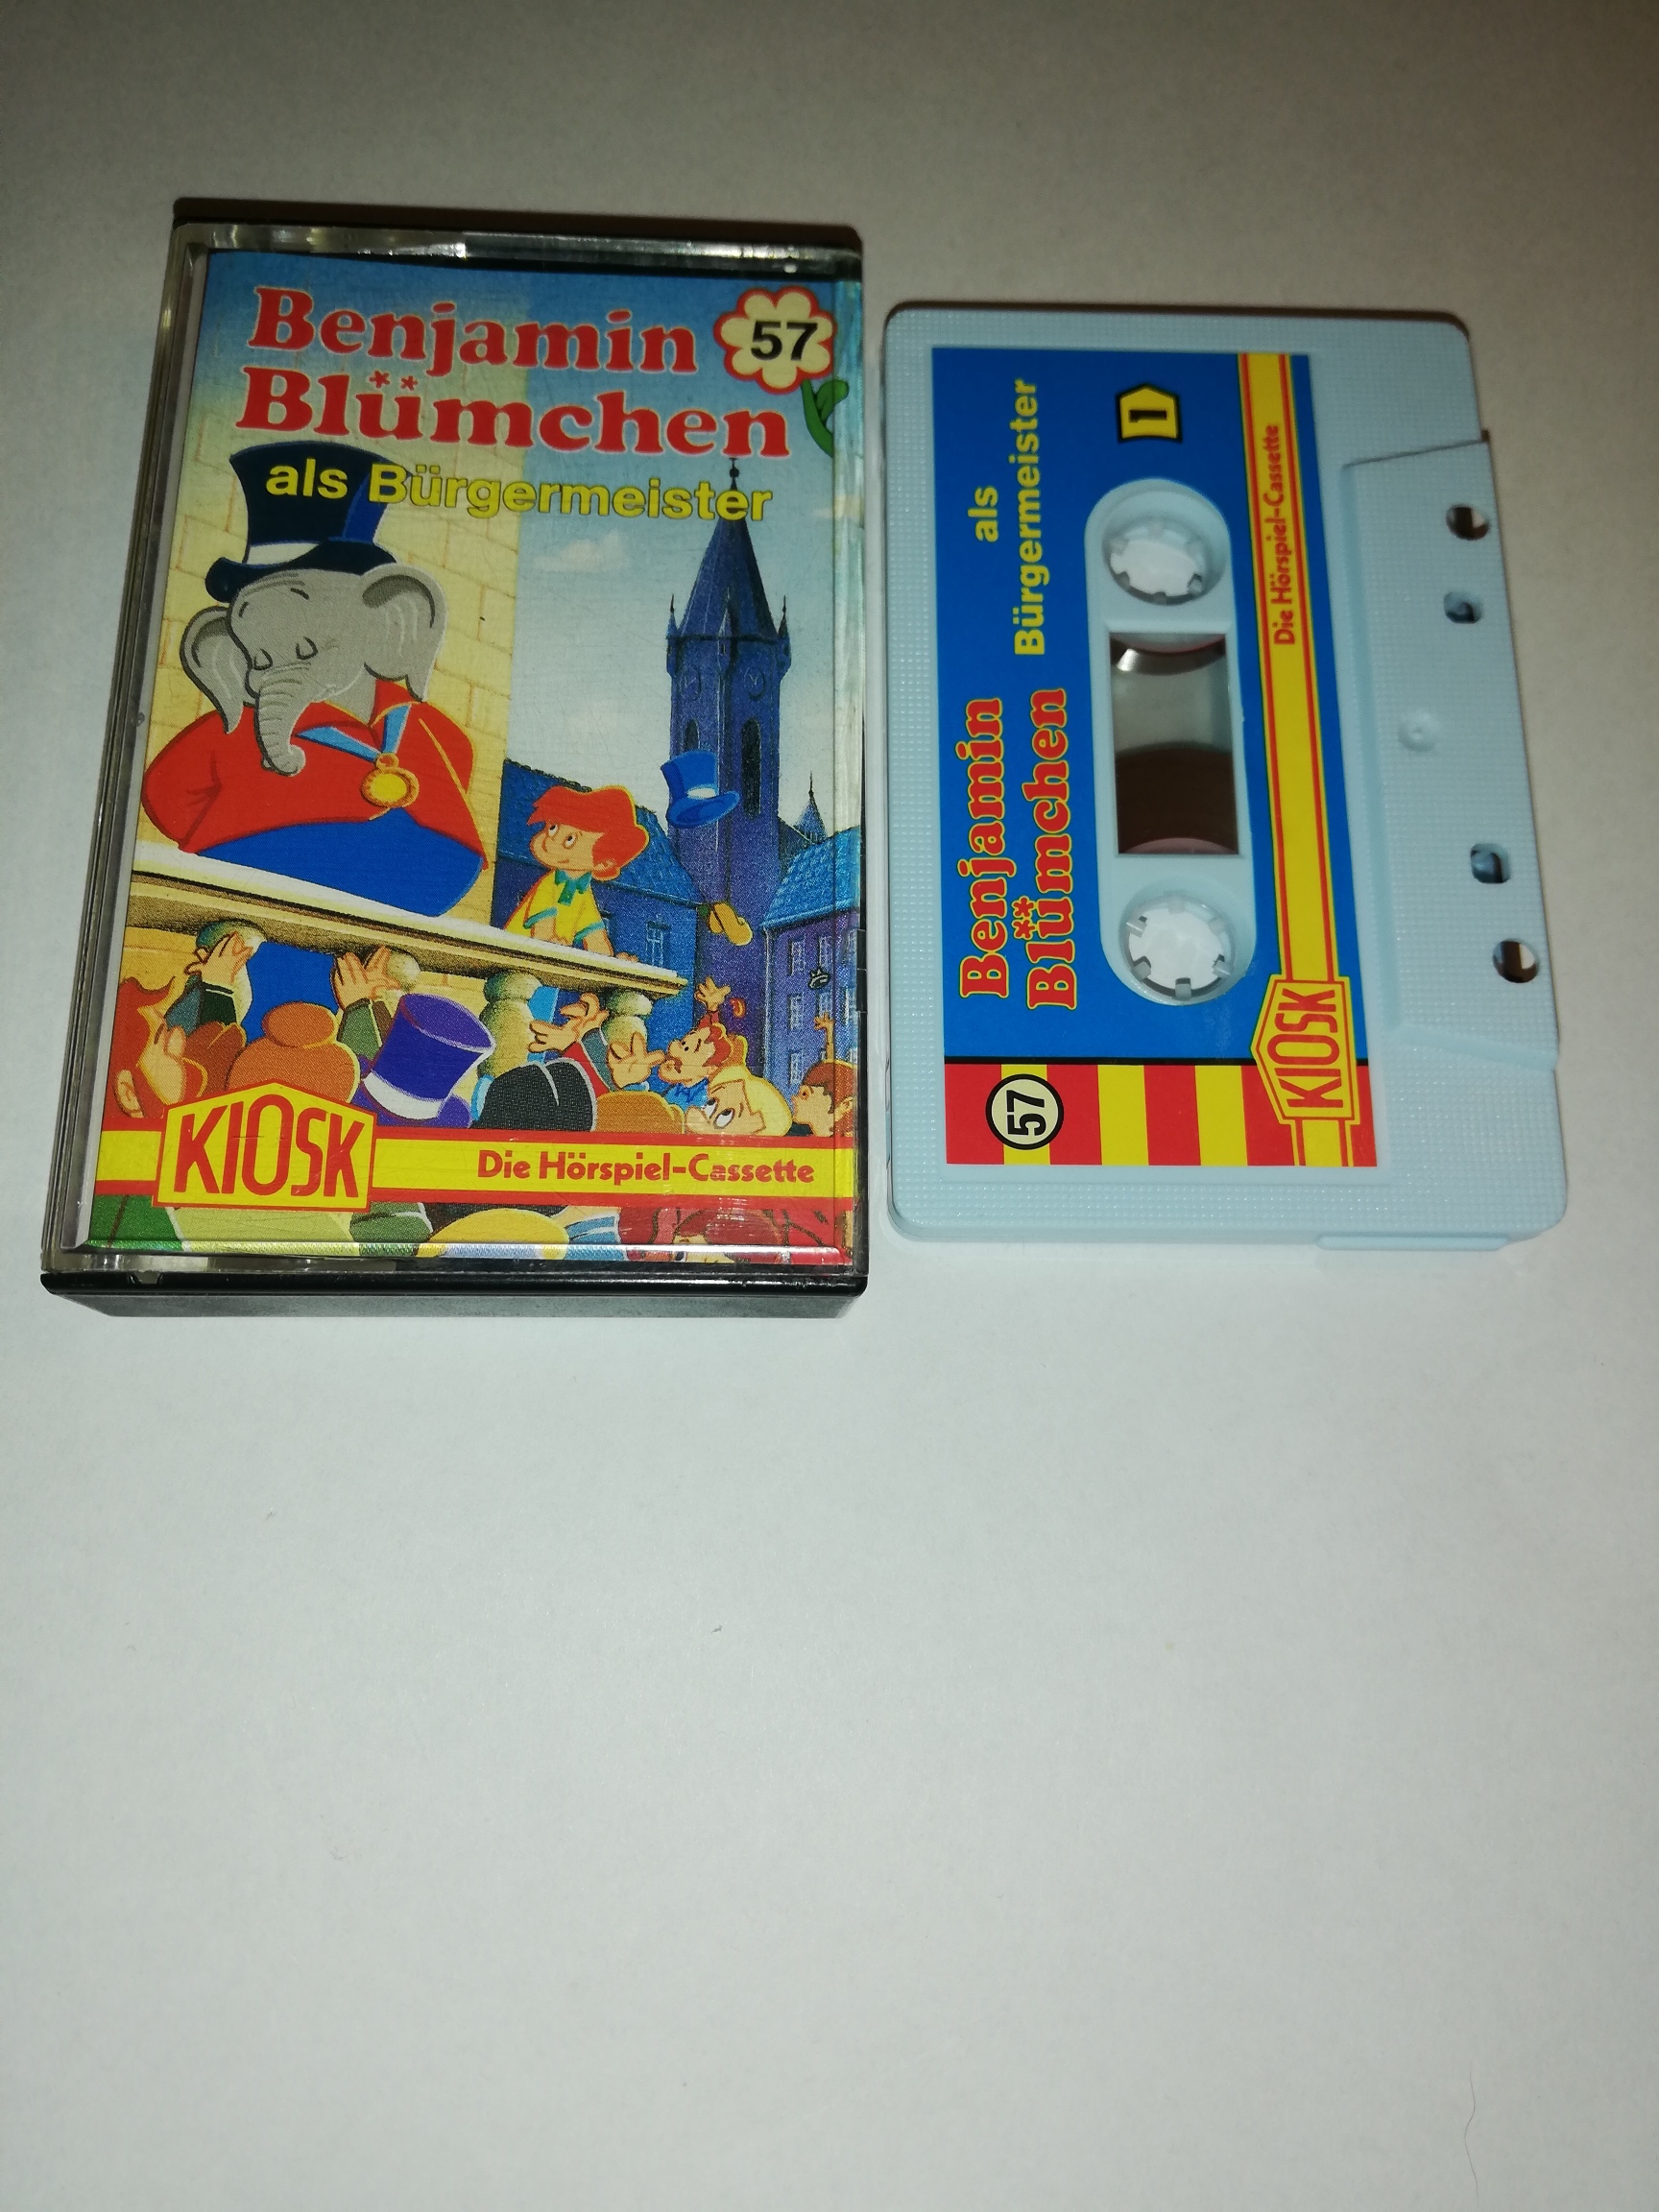 Benjamin
Blümchen
57
als Bürgermeister
KIOSK
Die Hörspiel-Cassette
Benjamin
Blümchen
als
Bürgermeister
1
57
KIOSK
Die Hörspiel-Cassette